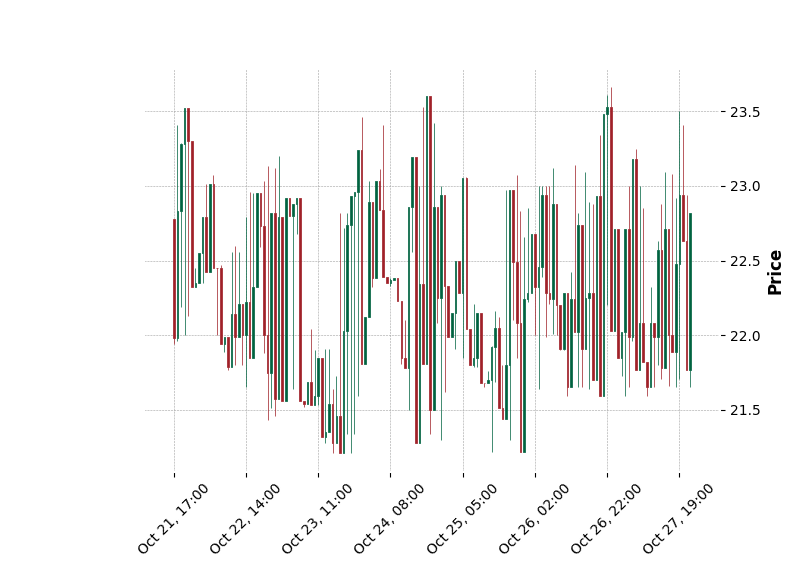 23.5
23.0
22.5
22.0
21.5
Price
Oct 21, 17:00
Oct 22, 14:00
Oct 23, 11:00
Oct 24, 08:00
Oct 25, 05:00
Oct 26, 02:00
Oct 26, 22:00
Oct 27, 19:00